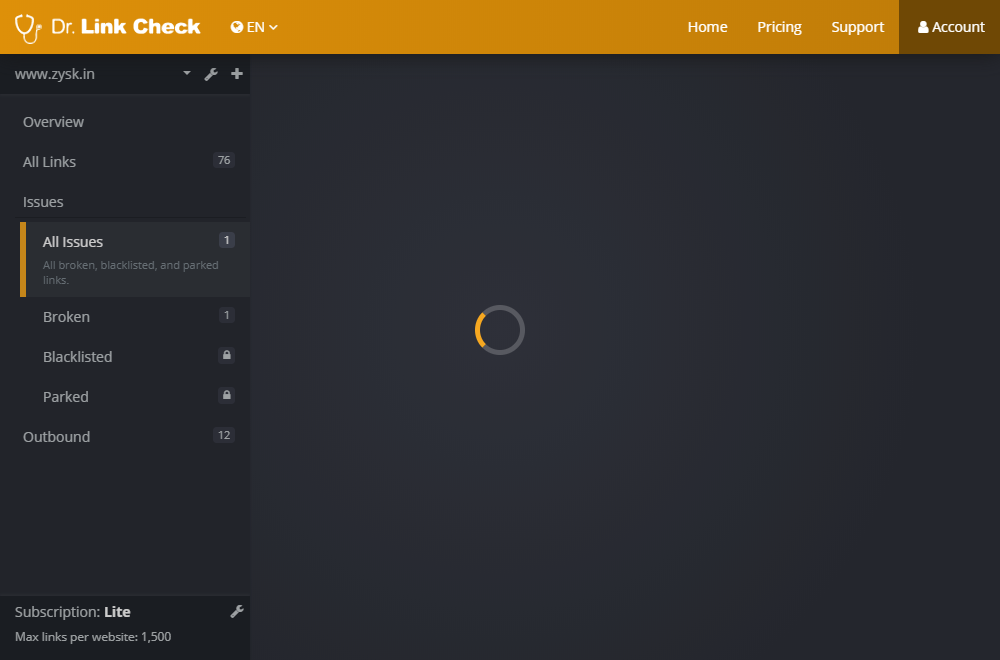 Dr. Link Check
EN
Home
Pricing
Support
Account
www.zysk.in
Overview
All Links
76
Issues
All Issues
1
All broken, blacklisted, and parked
links.
Broken
1
Blacklisted
Parked
Outbound
12
Subscription: Lite
Max links per website: 1,500